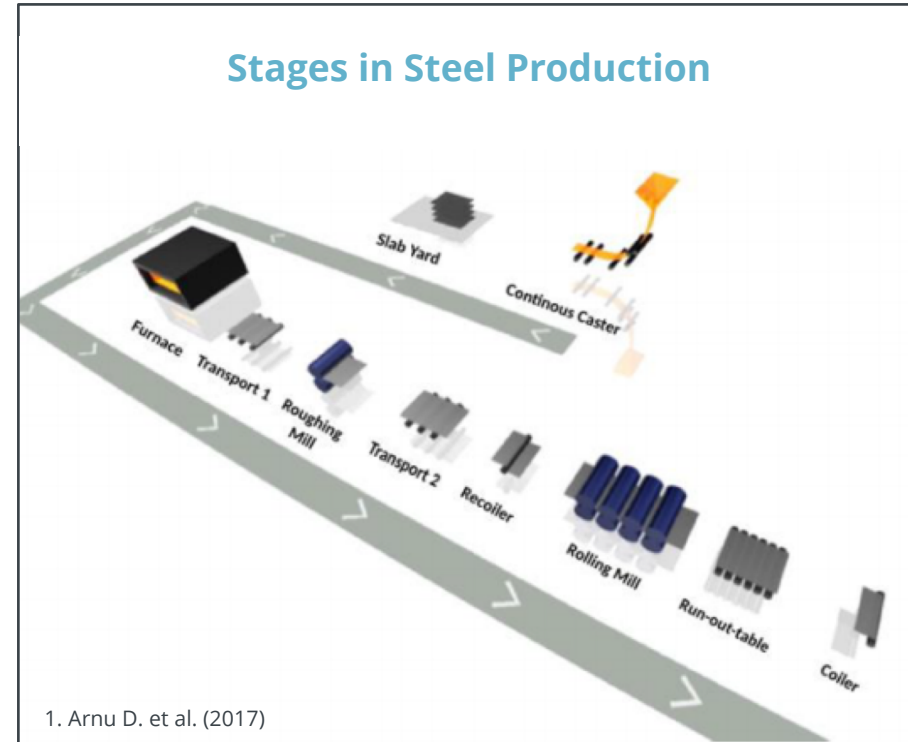 Stages in Steel Production
Slab Yard
Continous Caster
Furnace
Transport 1
Roughing
Mill
Transport 2
Recoiler
Rolling Mill
Run-out-table
Coiler
1. Arnu D. et al. (2017)